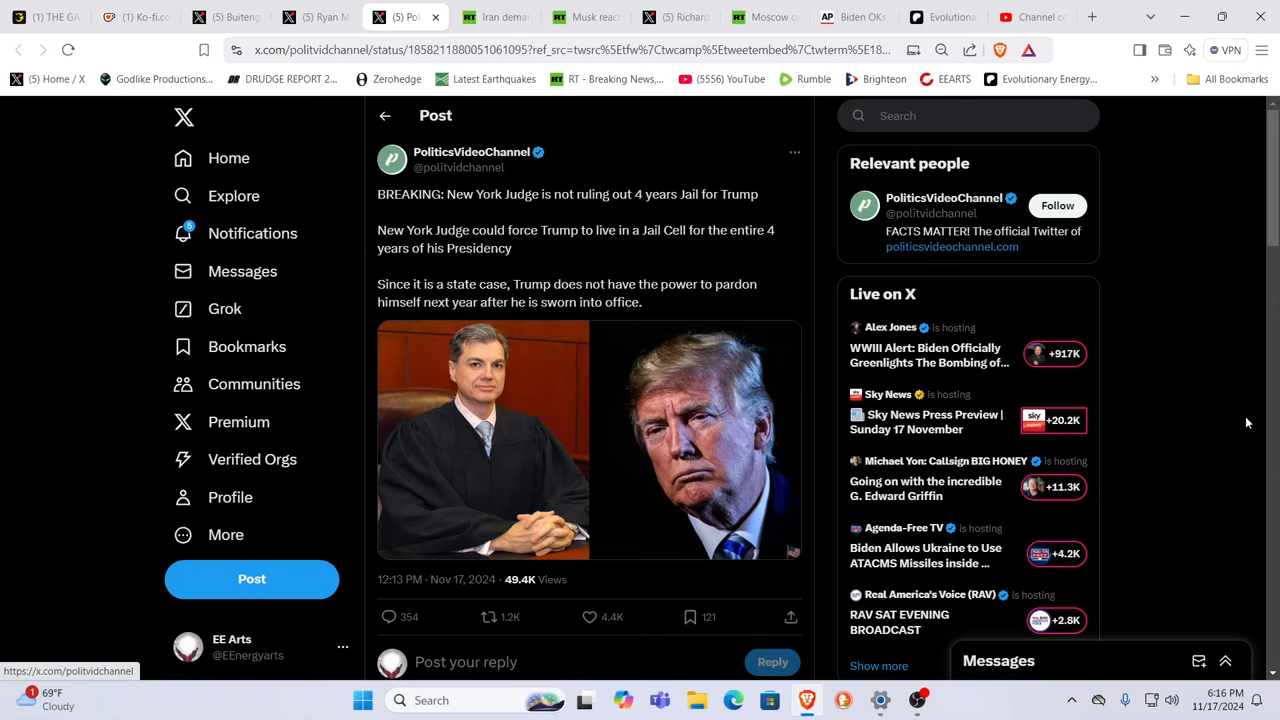 (1) THE GA
(1) Ko-fi.co
(5) Buiteng
(5) Ryan M
(5) Pol
Iran dema
Musk react
(5) Richard
Moscow co
Biden OKs
Evolutiona
Channel co
x.com/politvidchannel/status/1858211880051061095?ref_src=twsrc%5Etfw%7Ctwcamp%5Etweetembed%7Ctwterm%5E18...
VPN
(5) Home / X
Godlike Productions...
DRUDGE REPORT 2...
Zerohedge
Latest Earthquakes
RT - Breaking News,...
(555) YouTube
Rumble
Brighteon
EEARTS
Evolutionary Energy...
All Bookmarks
Home
Explore
5
Notifications
Messages
Grok
Bookmarks
Communities
Premium
Verified Orgs
Profile
More
Post
EE Arts
@EEnergyarts
Post
PoliticsVideoChannel
@politvidchannel
BREAKING: New York Judge is not ruling out 4 years Jail for Trump
New York Judge could force Trump to live in a Jail Cell for the entire 4
years of his Presidency
Since it is a state case, Trump does not have the power to pardon
himself next year after he is sworn into office.
12:13 PM · Nov 17, 2024 · 49.4K Views
354
1.2K
4.4K
121
Post your reply
Reply
Search
Relevant people
PoliticsVideoChannel
@politvidchannel
Follow
FACTS MATTER! The official Twitter of
politicsvideochannel.com
Live on X
Alex Jones is hosting
WWIII Alert: Biden Officially
Greenlights The Bombing of...
+917K
Sky News is hosting
Sky News Press Preview |
Sunday 17 November
sky
news
+20.2K
Michael Yon: Callsign BIG HONEY is hosting
Going on with the incredible
G. Edward Griffin
+11.3K
Agenda-Free TV is hosting
Biden Allows Ukraine to Use
ATACMS Missiles inside ...
+4.2K
Real America's Voice (RAV) is hosting
RAV SAT EVENING
BROADCAST
+2.8K
Show more
Messages
https://x.com/politvidchannel
1
69°F
Search
6:16 PM
11/17/2024